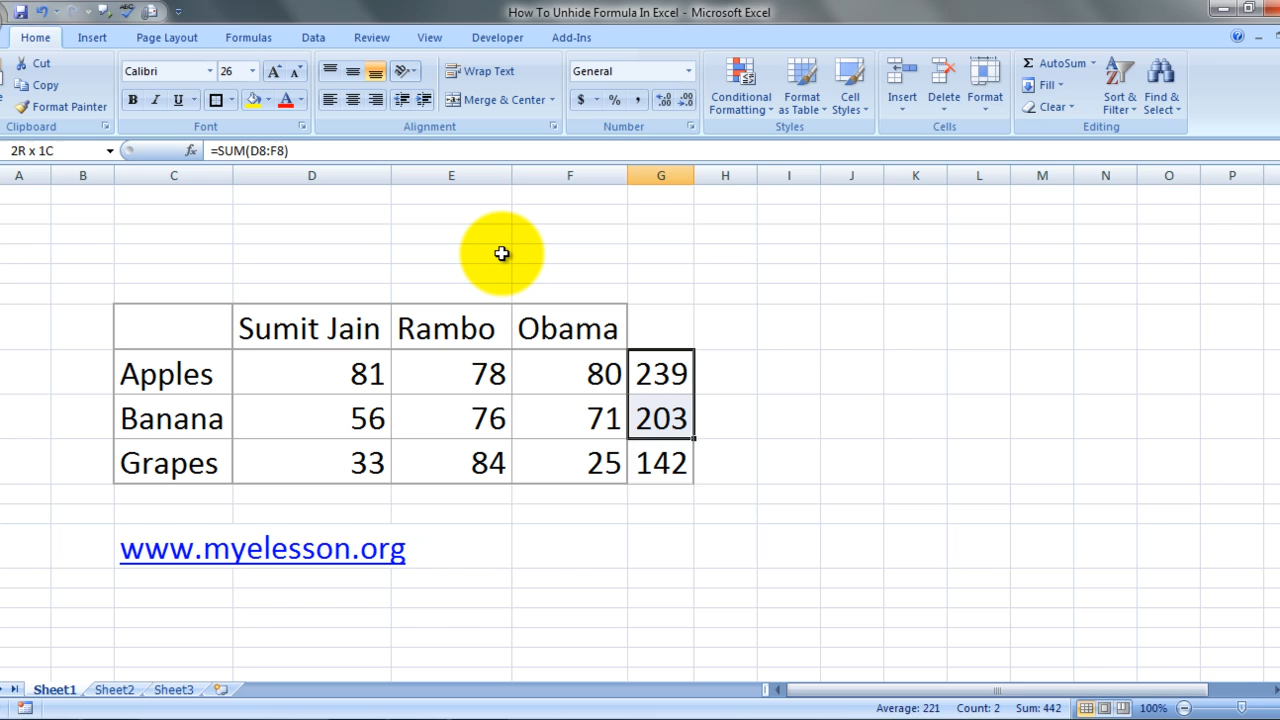 How To Unhide Formula In Excel - Microsoft Excel
Home Insert Page Layout Formulas Data Review View Developer Add-Ins
Cut
Copy
Format Painter
Clipboard
Calibri 26
A A
B I U A
Font
Wrap Text
Merge & Center
Alignment
General
$ % ,
Number
Conditional Formatting
Format as Table
Cell Styles
Styles
Insert Delete Format
Cells
Σ AutoSum
Fill
Clear
Sort & Filter
Find & Select
Editing
2R x 1C fx =SUM(D8:F8)
A B C D E F G H I J K L M N O P
Sumit Jain Rambo Obama
Apples 81 78 80 239
Banana 56 76 71 203
Grapes 33 84 25 142
www.myelesson.org
Sheet1 Sheet2 Sheet3
Average: 221 Count: 2 Sum: 442 100%